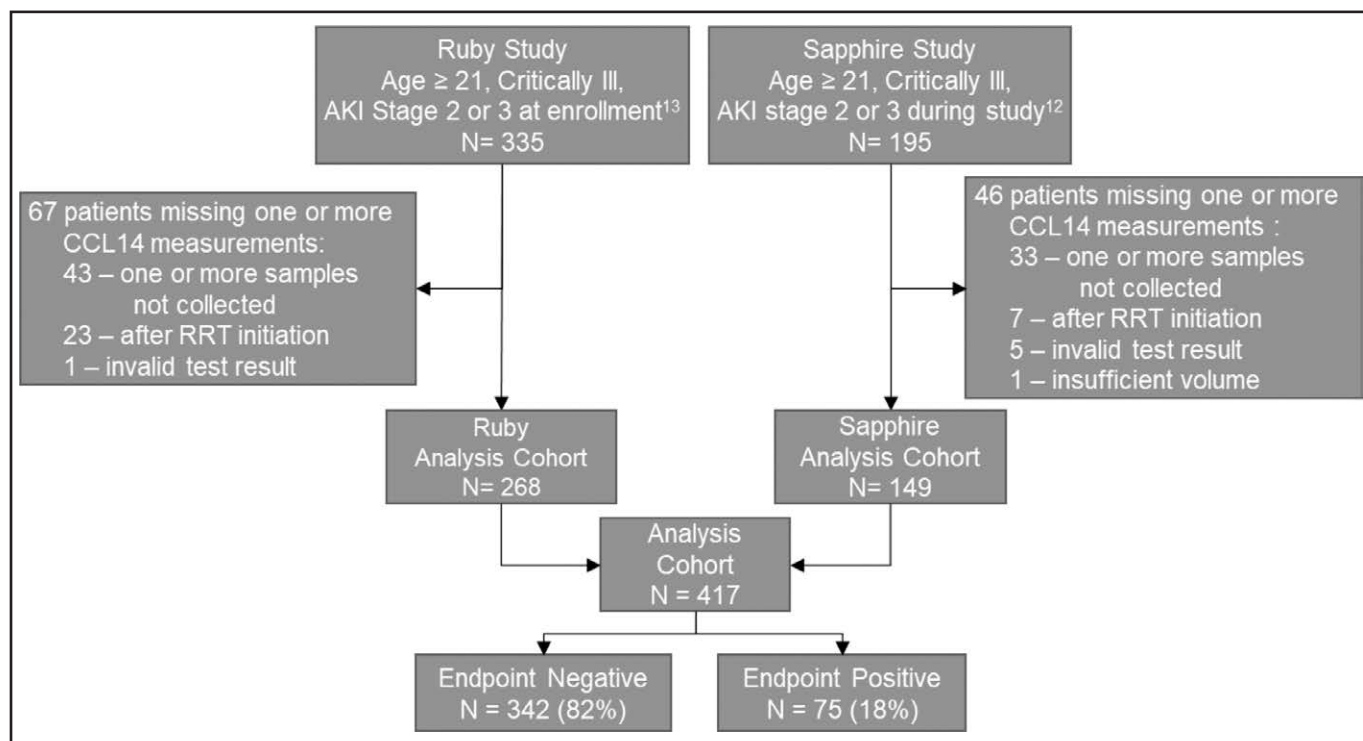 Ruby Study
Age ≥ 21, Critically Ill,
AKI Stage 2 or 3 at enrollment¹³
N= 335
Sapphire Study
Age ≥ 21, Critically Ill,
AKI stage 2 or 3 during study¹²
N= 195
67 patients missing one or more
CCL14 measurements:
43 – one or more samples
not collected
23 – after RRT initiation
1 – invalid test result
46 patients missing one or more
CCL14 measurements :
33 – one or more samples
not collected
7 – after RRT initiation
5 – invalid test result
1 – insufficient volume
Ruby
Analysis Cohort
N= 268
Sapphire
Analysis Cohort
N= 149
Analysis
Cohort
N = 417
Endpoint Negative
N = 342 (82%)
Endpoint Positive
N = 75 (18%)